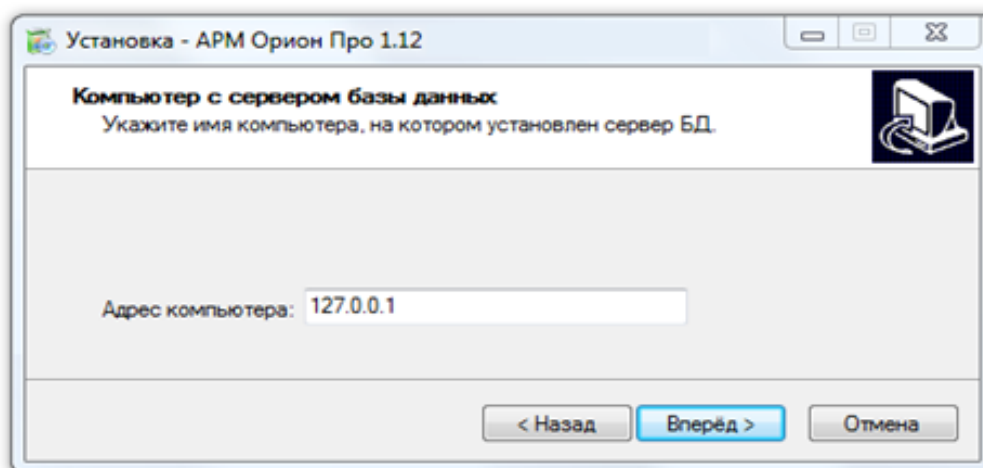 Установка - АРМ Орион Про 1.12
Компьютер с сервером базы данных
Укажите имя компьютера, на котором установлен сервер БД.
Адрес компьютера: 127.0.0.1
< Назад Вперёд > Отмена